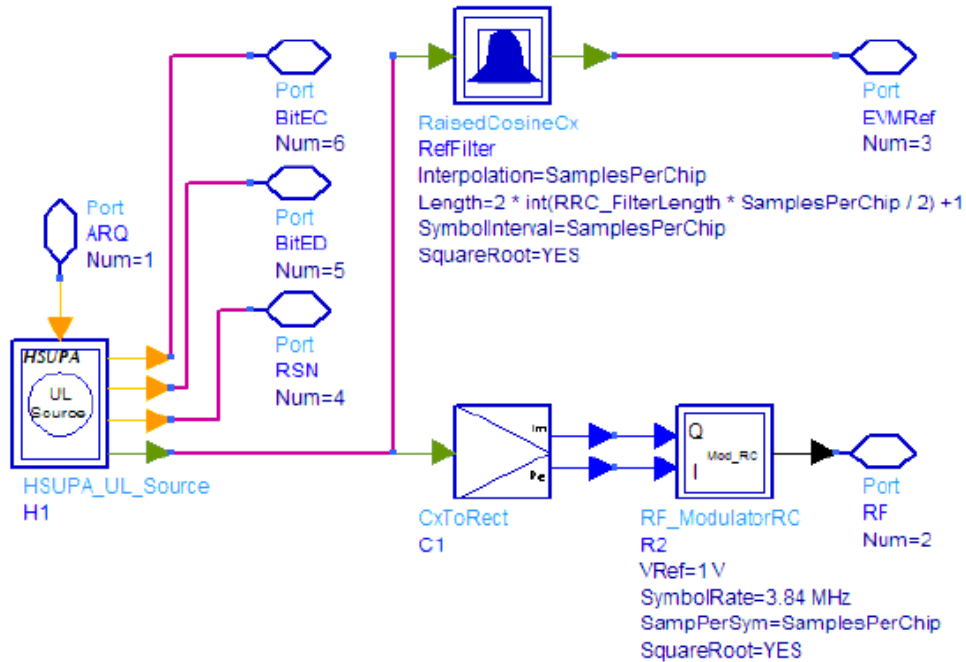 Port
BitEC
Num=6
Port
BitED
Num=5
Port
RSN
Num=4
Port
ARQ
Num=1
HSUPA
UL
Source
HSUPA_UL_Source
H1
RaisedCosineCx
RefFilter
Interpolation=SamplesPerChip
Length=2 * int(RRC_FilterLength * SamplesPerChip / 2) +1
SymbolInterval=SamplesPerChip
SquareRoot=YES
Port
EVMRef
Num=3
Im
Re
CxToRect
C1
Q
Mod_RC
I
RF_ModulatorRC
R2
VRef=1 V
SymbolRate=3.84 MHz
SampPerSym=SamplesPerChip
SquareRoot=YES
Port
RF
Num=2